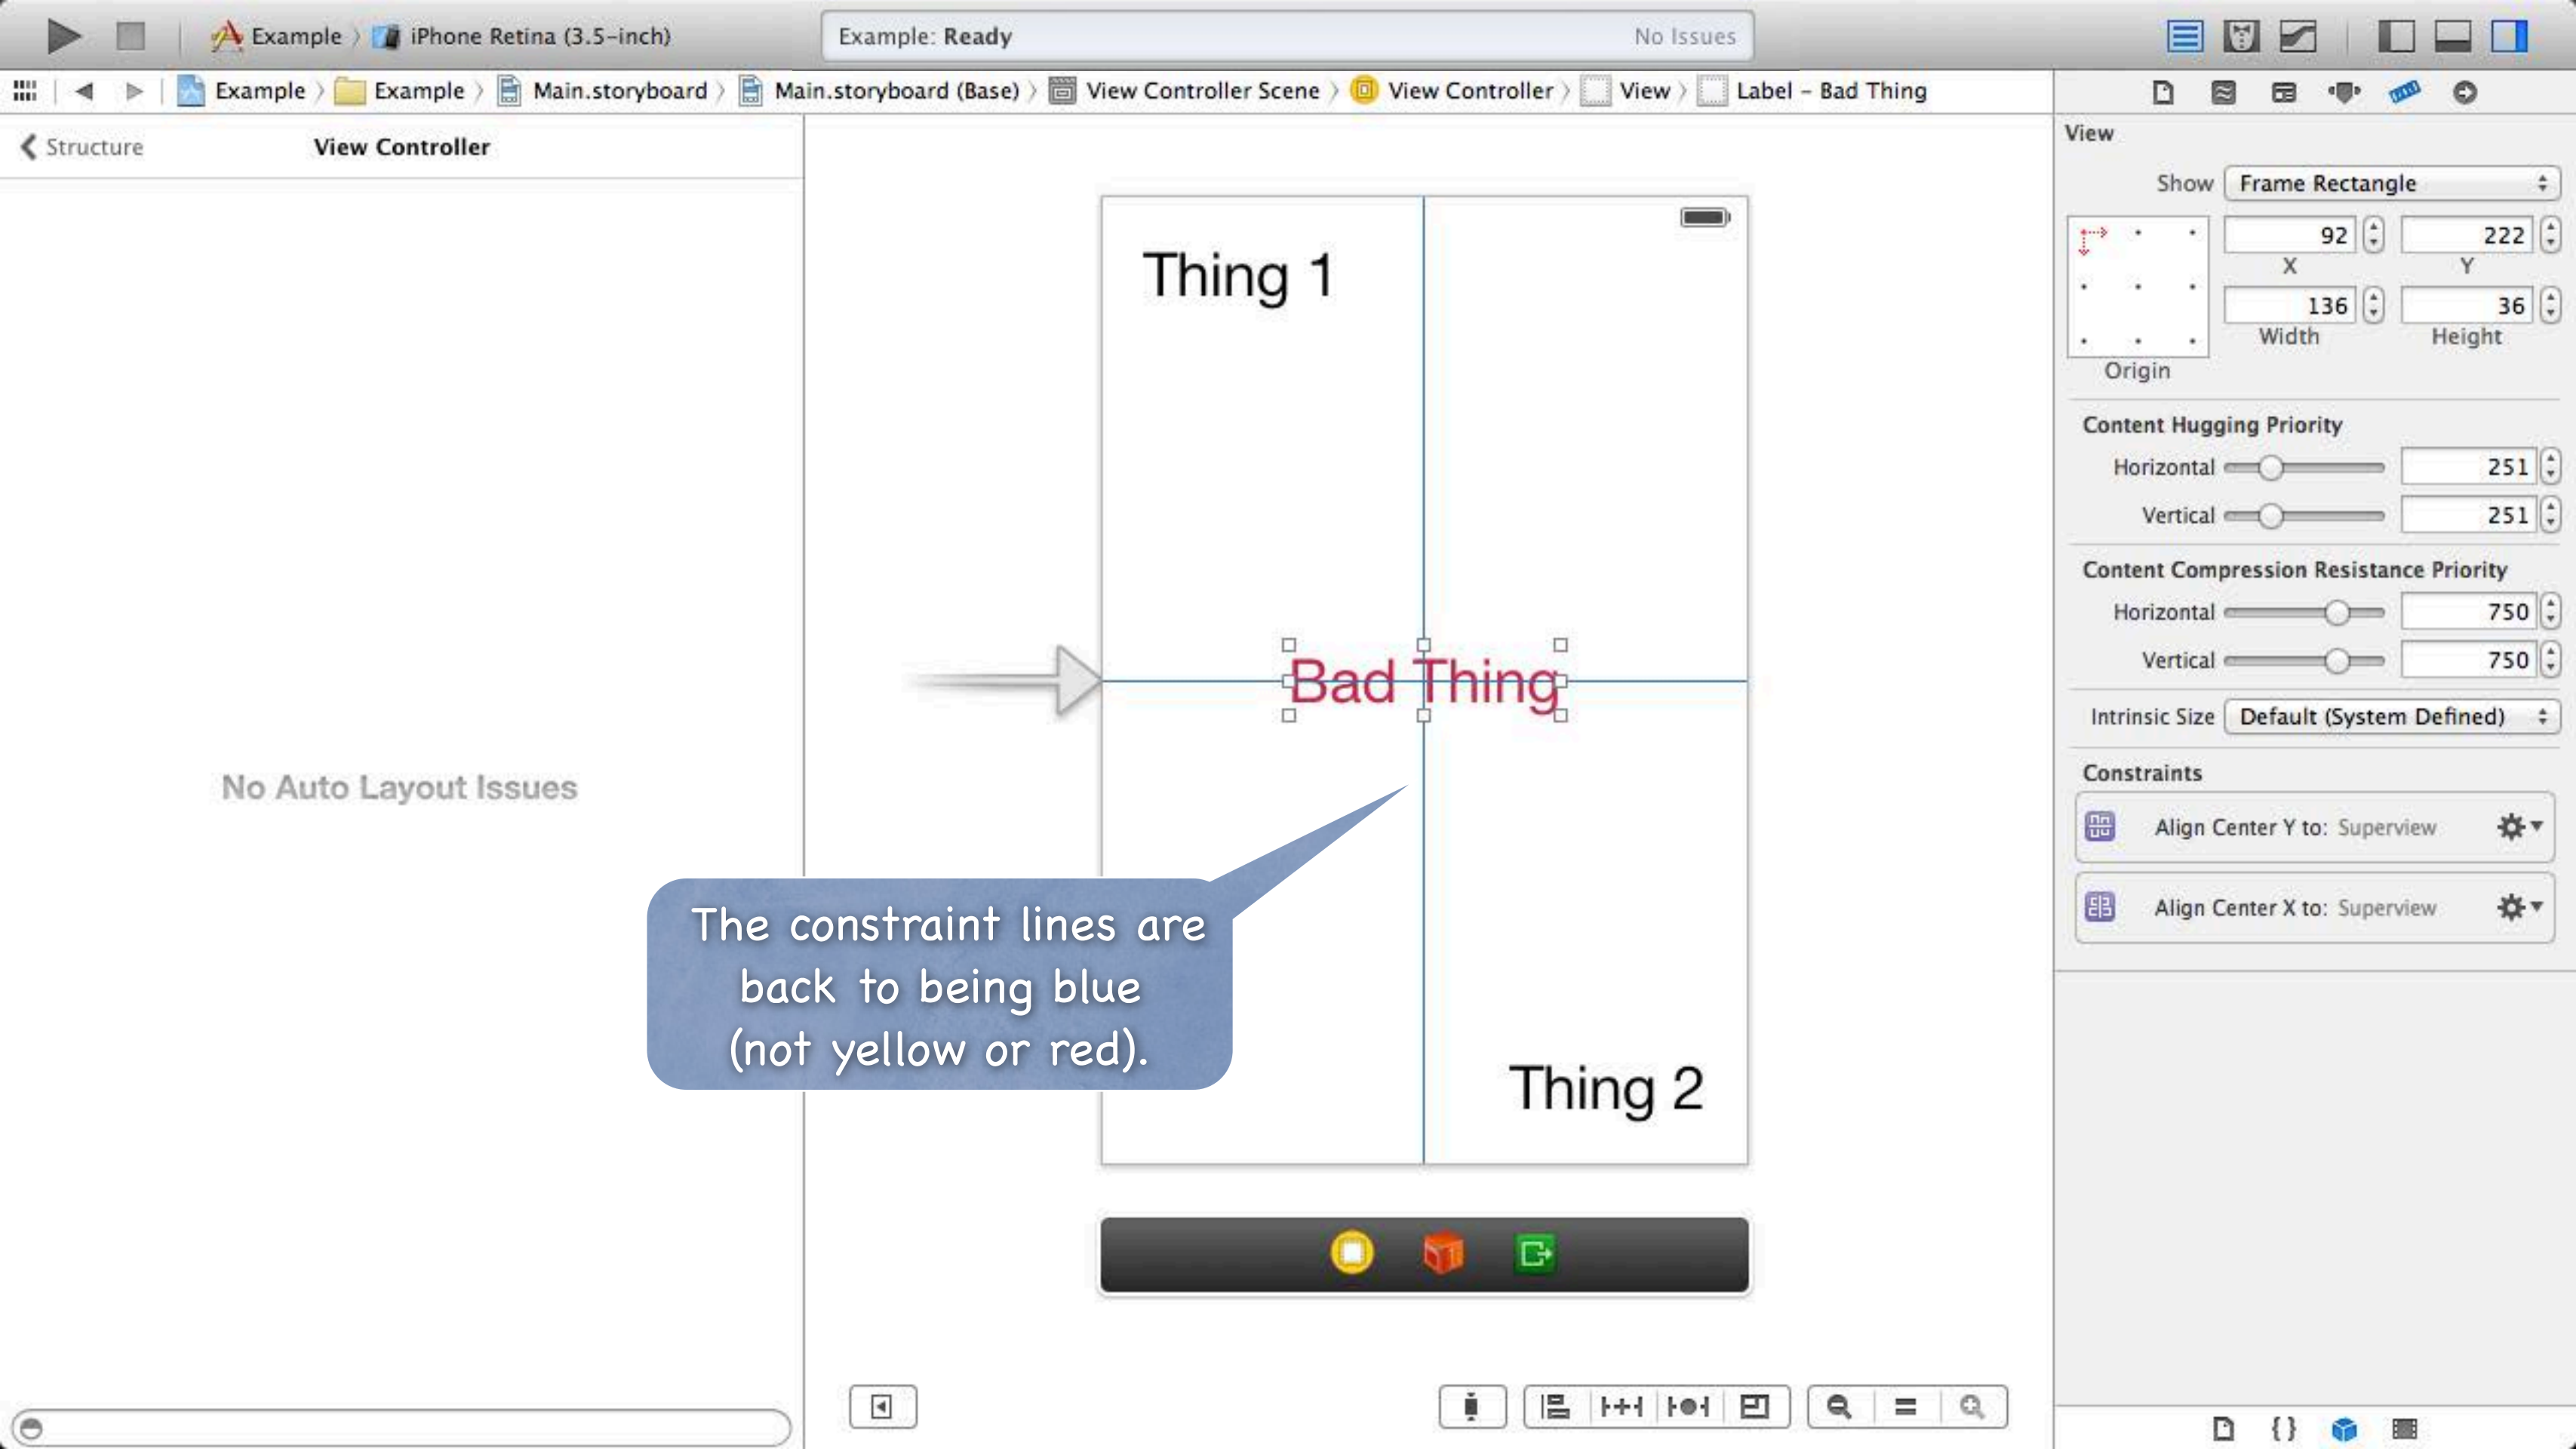 Example iPhone Retina (3.5-inch)
Example: Ready No Issues
Example Example Main.storyboard Main.storyboard (Base) View Controller Scene View Controller View Label - Bad Thing
Structure View Controller
No Auto Layout Issues
Thing 1
Bad Thing
The constraint lines are
back to being blue
(not yellow or red).
Thing 2
View
Show Frame Rectangle
92 222
X Y
136 36
Width Height
Origin
Content Hugging Priority
Horizontal 251
Vertical 251
Content Compression Resistance Priority
Horizontal 750
Vertical 750
Intrinsic Size Default (System Defined)
Constraints
Align Center Y to: Superview
Align Center X to: Superview